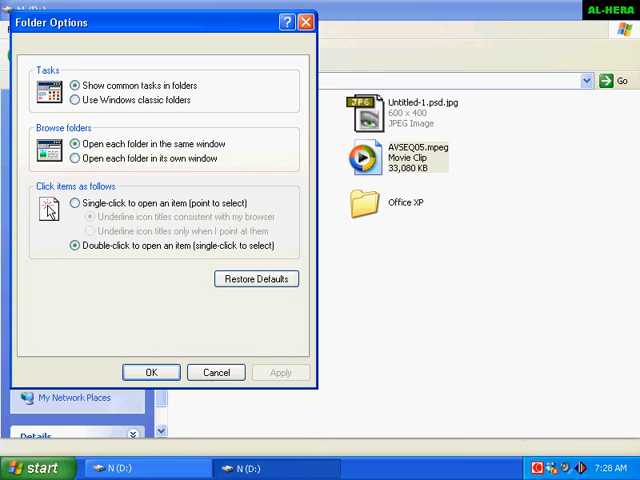 N (D:)
AL-HERA
Folder Options
Tasks
Show common tasks in folders
Use Windows classic folders
Browse folders
Open each folder in the same window
Open each folder in its own window
Click items as follows
Single-click to open an item (point to select)
Underline icon titles consistent with my browser
Underline icon titles only when I point at them
Double-click to open an item (single-click to select)
Restore Defaults
OK
Cancel
Apply
Go
JPG
Untitled-1.psd.jpg
600 x 400
JPEG Image
AVSEQ05.mpeg
Movie Clip
33,080 KB
Office XP
My Network Places
Details
start
N (D:)
N (D:)
7:28 AM